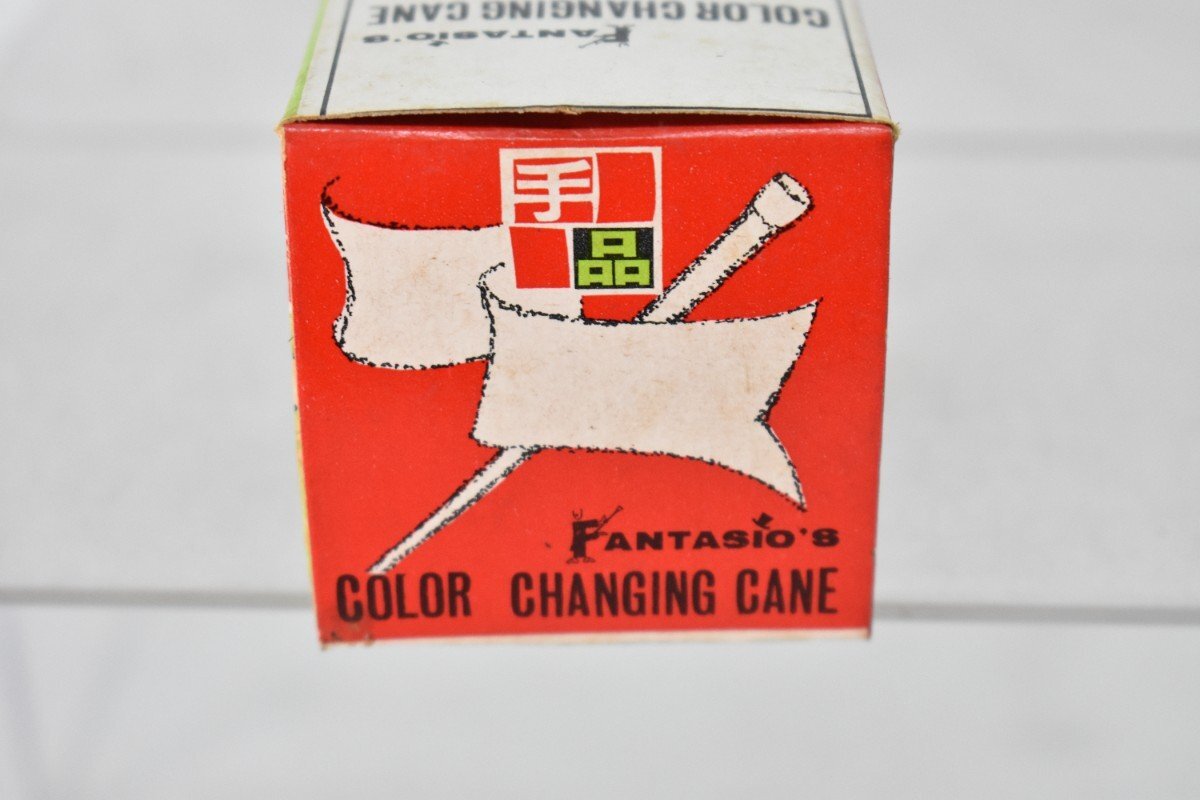 COLOR CHANGING CANE
FANTASIO'S
手
品
FANTASIO'S
COLOR CHANGING CANE